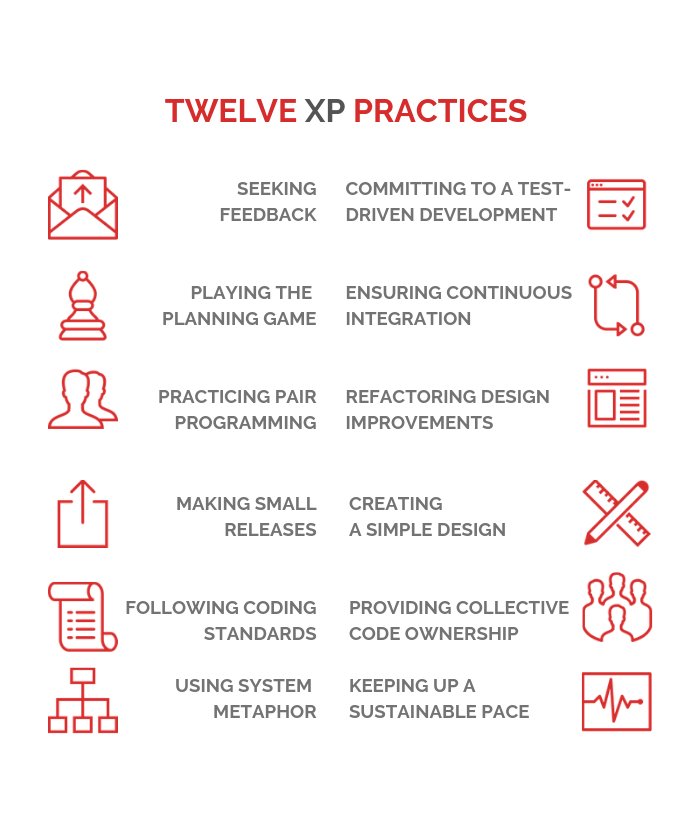 TWELVE XP PRACTICES
SEEKING
FEEDBACK
COMMITTING TO A TEST-
DRIVEN DEVELOPMENT
PLAYING THE
PLANNING GAME
ENSURING CONTINUOUS
INTEGRATION
PRACTICING PAIR
PROGRAMMING
REFACTORING DESIGN
IMPROVEMENTS
MAKING SMALL
RELEASES
CREATING
A SIMPLE DESIGN
FOLLOWING CODING
STANDARDS
PROVIDING COLLECTIVE
CODE OWNERSHIP
USING SYSTEM
METAPHOR
KEEPING UP A
SUSTAINABLE PACE